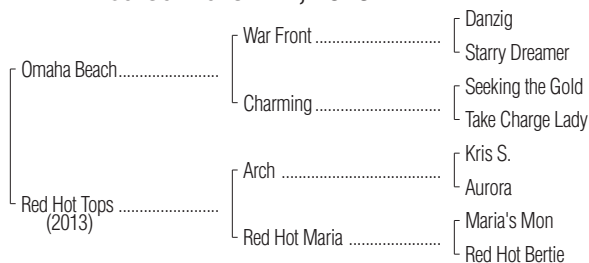 Danzig
War Front ................................
Starry Dreamer
Omaha Beach.........................
Seeking the Gold
Charming ................................
Take Charge Lady
Kris S.
Arch ........................................
Aurora
Red Hot Tops .........................
(2013)
Maria's Mon
Red Hot Maria .......................
Red Hot Bertie